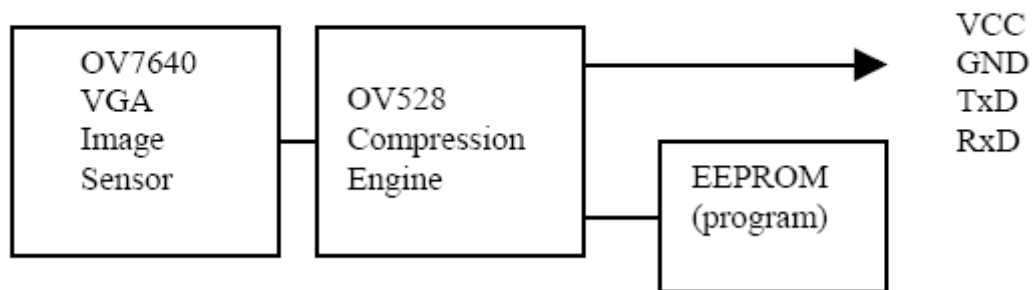 OV7640
VGA
Image
Sensor
OV528
Compression
Engine
EEPROM
(program)
VCC
GND
TxD
RxD